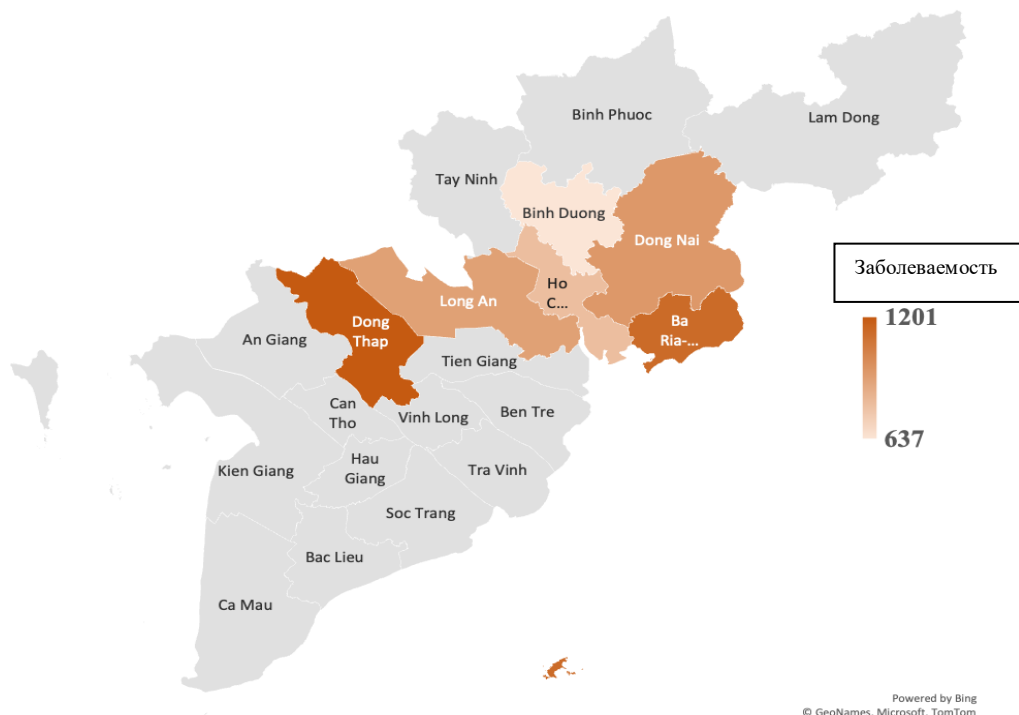 Binh Phuoc
Lam Dong
Tay Ninh
Binh Duong
Dong Nai
Заболеваемость
Ho
C...
Long An
1201
Ba
Ria-...
Dong
Thap
An Giang
Tien Giang
Can
Tho
Vinh Long
Ben Tre
637
Hau
Giang
Kien Giang
Tra Vinh
Soc Trang
Bac Lieu
Ca Mau
Powered by Bing
© GeoNames, Microsoft, TomTom